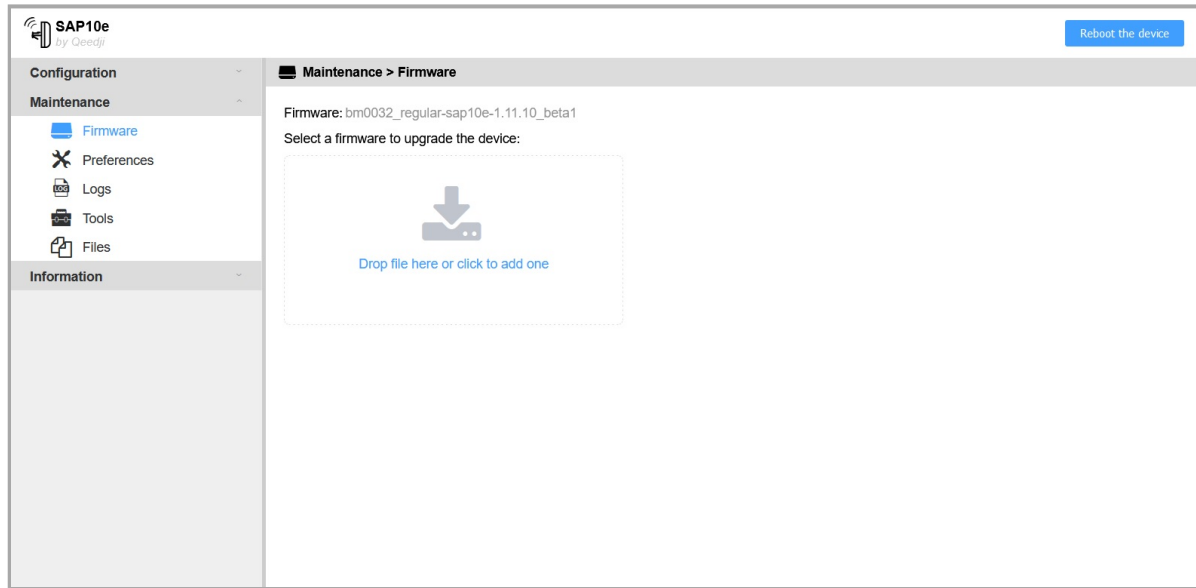 SAP10e
by Qeedji
Reboot the device
Configuration
Maintenance
Firmware
Preferences
LOG
Logs
Tools
Files
Information
Maintenance > Firmware
Firmware: bm0032_regular-sap10e-1.11.10_beta1
Select a firmware to upgrade the device:
Drop file here or click to add one